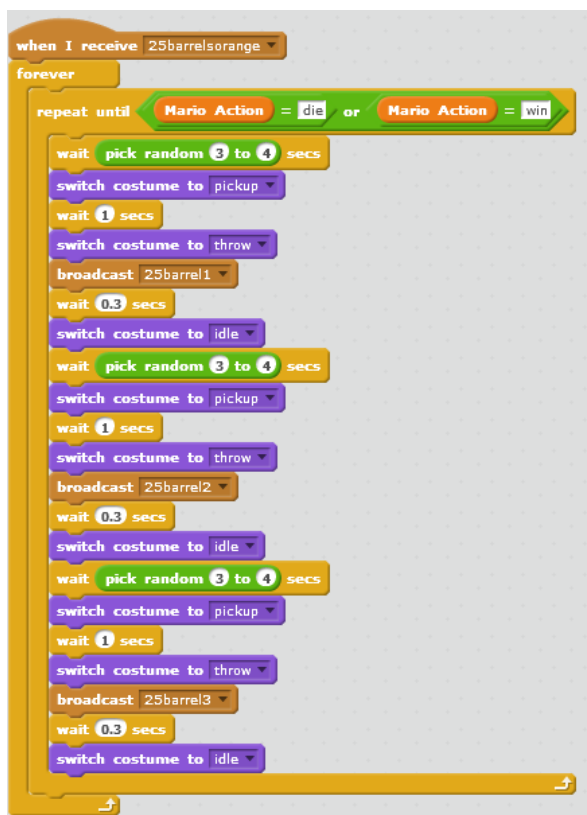 when I receive 25barrelsorange
forever
repeat until Mario Action = die or Mario Action = win
wait pick random 3 to 4 secs
switch costume to pickup
wait 1 secs
switch costume to throw
broadcast 25barrel1
wait 0.3 secs
switch costume to idle
wait pick random 3 to 4 secs
switch costume to pickup
wait 1 secs
switch costume to throw
broadcast 25barrel2
wait 0.3 secs
switch costume to idle
wait pick random 3 to 4 secs
switch costume to pickup
wait 1 secs
switch costume to throw
broadcast 25barrel3
wait 0.3 secs
switch costume to idle